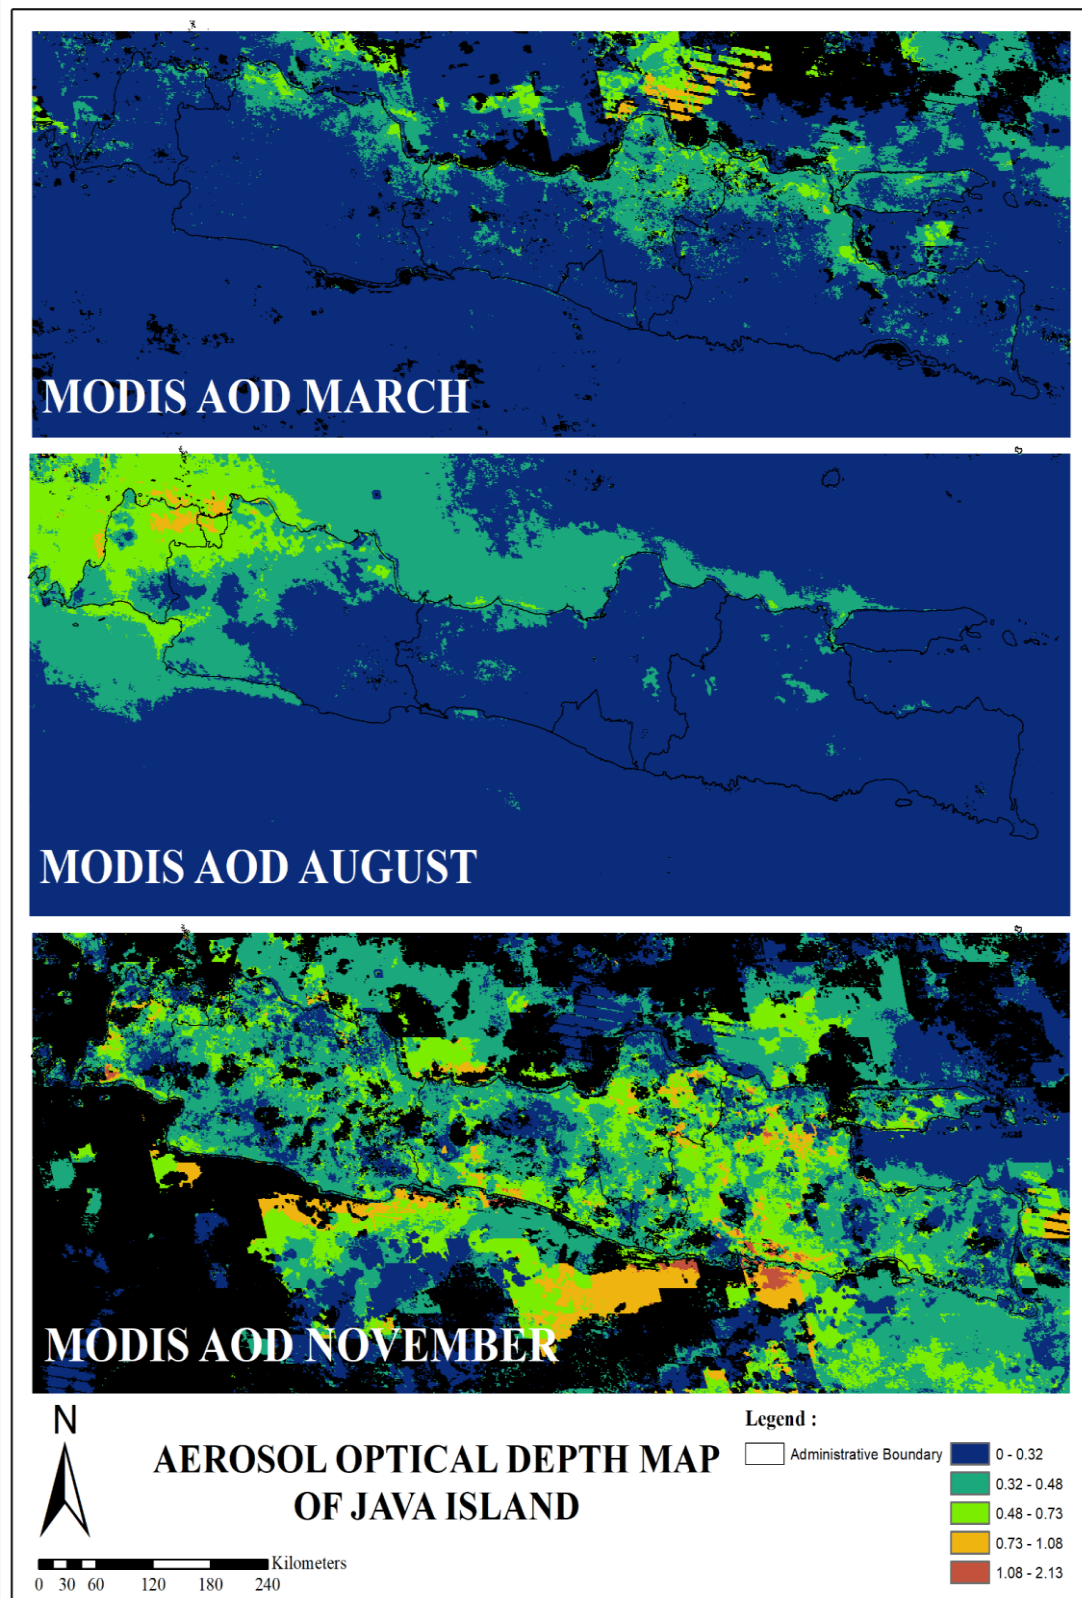 MODIS AOD MARCH
MODIS AOD AUGUST
MODIS AOD NOVEMBER
N
AEROSOL OPTICAL DEPTH MAP
OF JAVA ISLAND
Kilometers
0 30 60 120 180 240
Legend :
Administrative Boundary
0 - 0.32
0.32 - 0.48
0.48 - 0.73
0.73 - 1.08
1.08 - 2.13